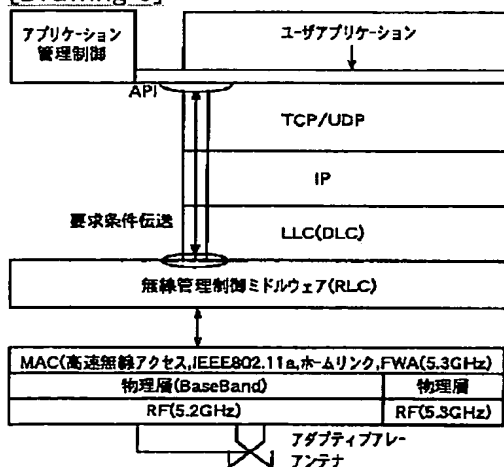 アプリケーション
管理制御
ユーザアプリケーション
API
TCP/UDP
IP
要求条件伝送
LLC(DLC)
無線管理制御ミドルウェア(RLC)
MAC(高速無線アクセス,IEEE802.11a,ホームリンク,FWA(5.3GHz)
物理層(BaseBand)
物理層
RF(5.2GHz)
RF(5.3GHz)
アダプティブアレー
アンテナ